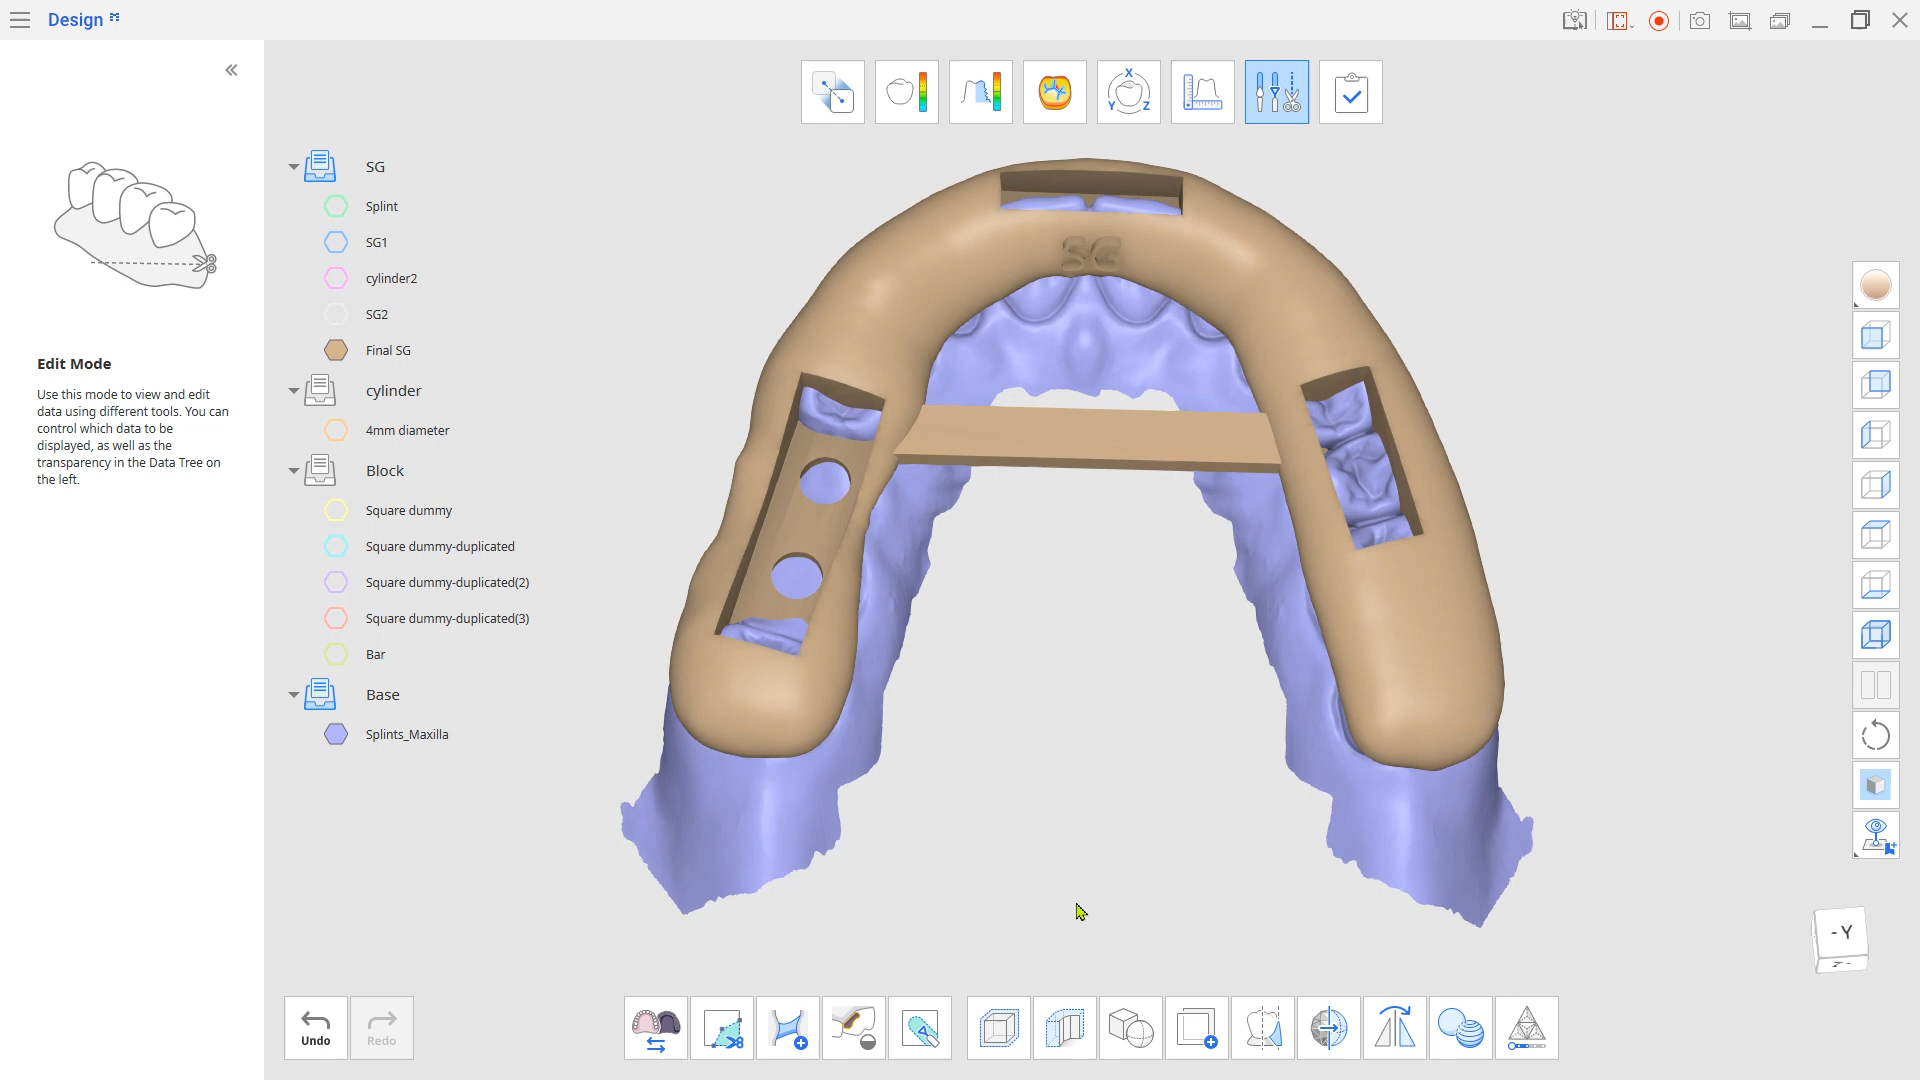 Design
X
Y Z
SG
Splint
SG1
cylinder2
SG2
Final SG
cylinder
4mm diameter
Block
Square dummy
Square dummy-duplicated
Square dummy-duplicated(2)
Square dummy-duplicated(3)
Bar
Base
Splints_Maxilla
Edit Mode
Use this mode to view and edit
data using different tools. You can
control which data to be
displayed, as well as the
transparency in the Data Tree on
the left.
SG
-Y
Z-
Undo
Redo